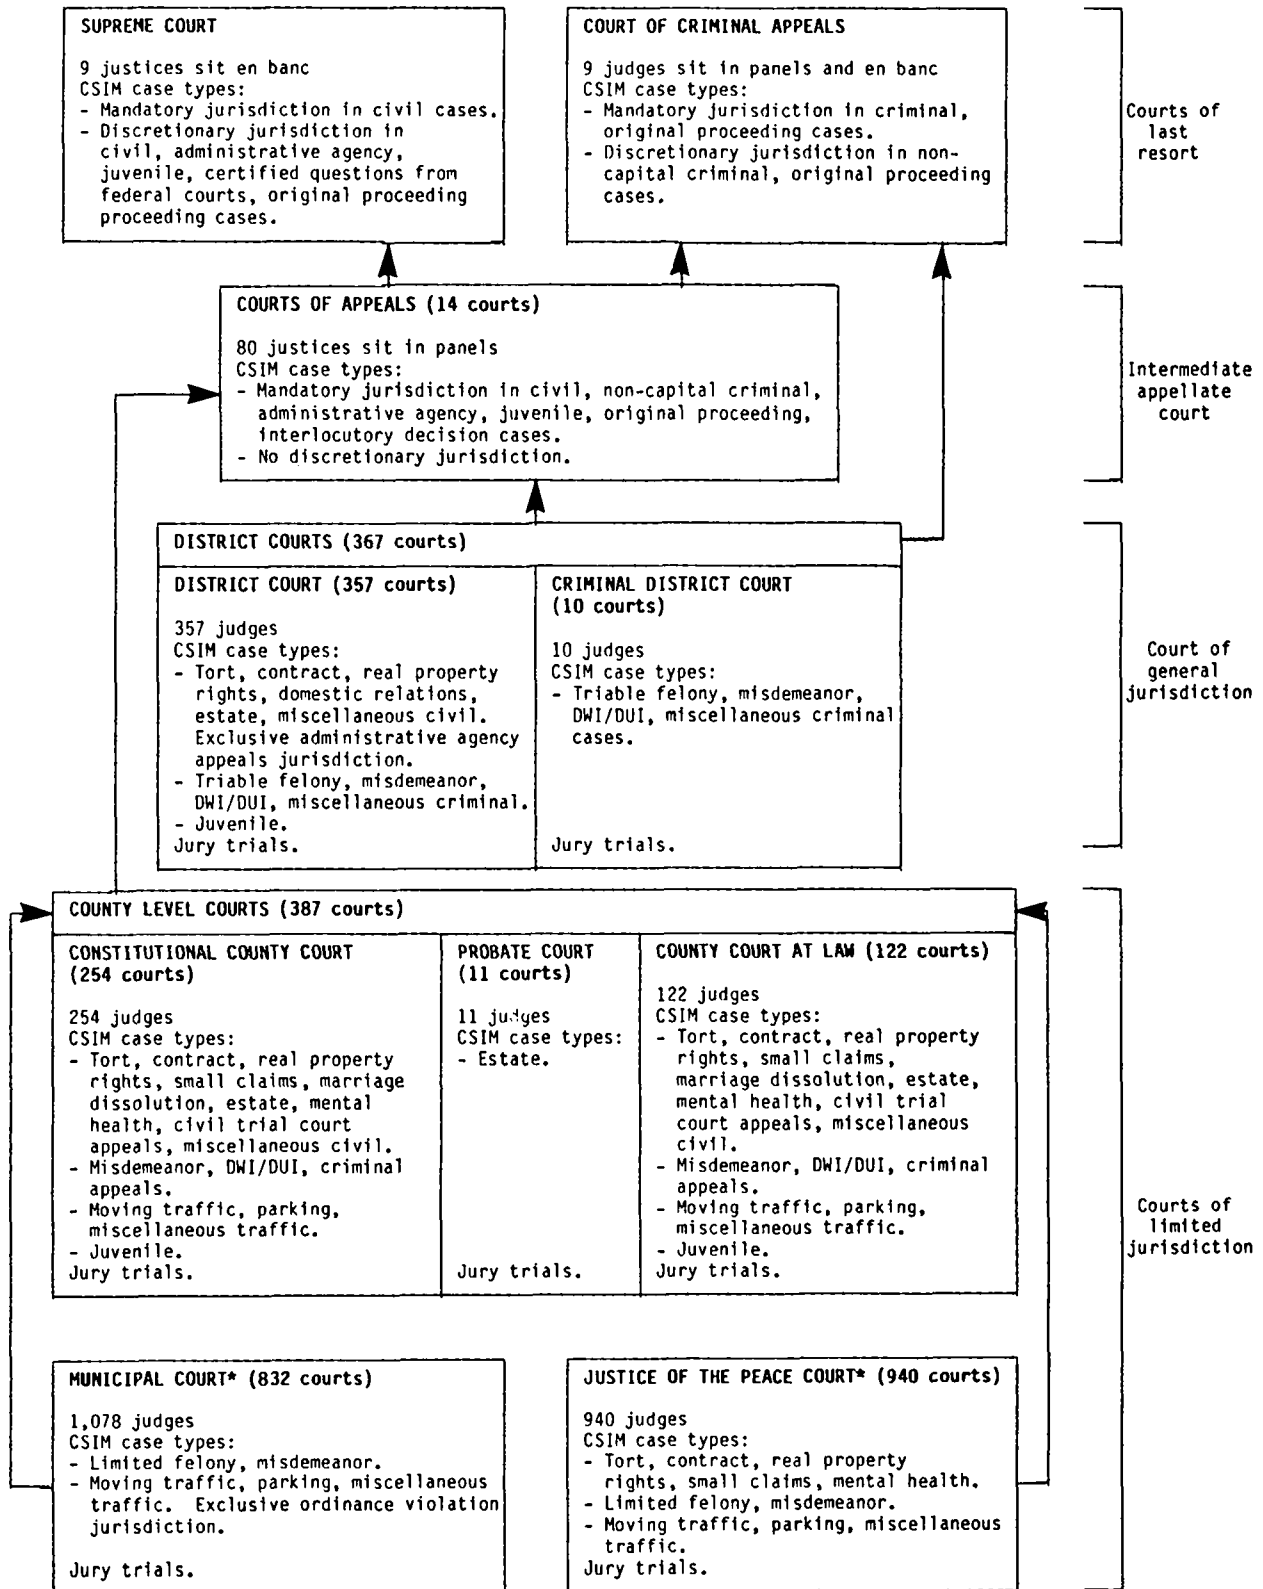 SUPREME COURT
9 justices sit en banc
CSIM case types:
- Mandatory jurisdiction in civil cases.
- Discretionary jurisdiction in
civil, administrative agency,
juvenile, certified questions from
federal courts, original proceeding
proceeding cases.
COURT OF CRIMINAL APPEALS
9 judges sit in panels and en banc
CSIM case types:
- Mandatory jurisdiction in criminal,
original proceeding cases.
- Discretionary jurisdiction in non-
capital criminal, original proceeding
cases.
Courts of
last
resort
COURTS OF APPEALS (14 courts)
80 justices sit in panels
CSIM case types:
- Mandatory jurisdiction in civil, non-capital criminal,
administrative agency, juvenile, original proceeding,
interlocutory decision cases.
- No discretionary jurisdiction.
Intermediate
appellate
court
DISTRICT COURTS (367 courts)
DISTRICT COURT (357 courts)
357 judges
CSIM case types:
- Tort, contract, real property
rights, domestic relations,
estate, miscellaneous civil.
Exclusive administrative agency
appeals jurisdiction.
- Triable felony, misdemeanor,
DWI/DUI, miscellaneous criminal.
- Juvenile.
Jury trials.
CRIMINAL DISTRICT COURT
(10 courts)
10 judges
CSIM case types:
- Triable felony, misdemeanor,
DWI/DUI, miscellaneous criminal
cases.
Jury trials.
Court of
general
jurisdiction
COUNTY LEVEL COURTS (387 courts)
CONSTITUTIONAL COUNTY COURT
(254 courts)
254 judges
CSIM case types:
- Tort, contract, real property
rights, small claims, marriage
dissolution, estate, mental
health, civil trial court
appeals, miscellaneous civil.
- Misdemeanor, DWI/DUI, criminal
appeals.
- Moving traffic, parking,
miscellaneous traffic.
- Juvenile.
Jury trials.
PROBATE COURT
(11 courts)
11 judges
CSIM case types:
- Estate.
Jury trials.
COUNTY COURT AT LAW (122 courts)
122 judges
CSIM case types:
- Tort, contract, real property
rights, small claims,
marriage dissolution, estate,
mental health, civil trial
court appeals, miscellaneous
civil.
- Misdemeanor, DWI/DUI, criminal
appeals.
- Moving traffic, parking,
miscellaneous traffic.
- Juvenile.
Jury trials.
Courts of
limited
jurisdiction
MUNICIPAL COURT* (832 courts)
1,078 judges
CSIM case types:
- Limited felony, misdemeanor.
- Moving traffic, parking, miscellaneous
traffic. Exclusive ordinance violation
jurisdiction.
Jury trials.
JUSTICE OF THE PEACE COURT* (940 courts)
940 judges
CSIM case types:
- Tort, contract, real property
rights, small claims, mental health.
- Limited felony, misdemeanor.
- Moving traffic, parking, miscellaneous
traffic.
Jury trials.